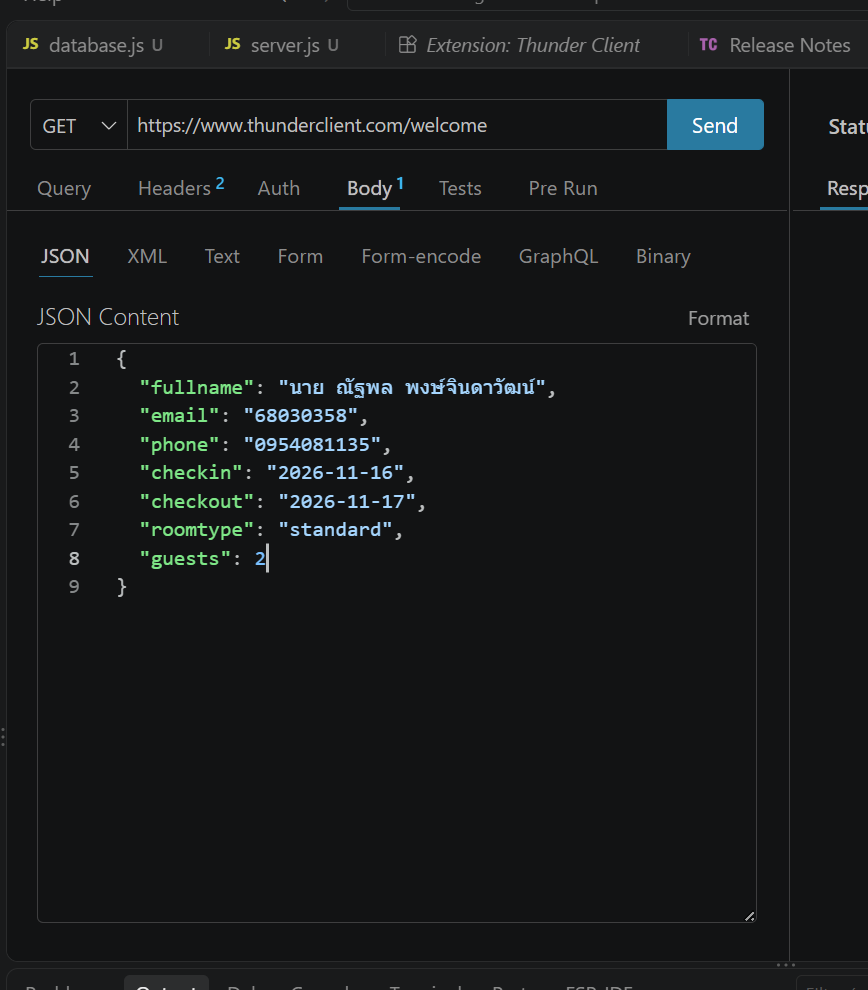 database.js U
server.js U
Extension: Thunder Client
TC Release Notes
GET
https://www.thunderclient.com/welcome
Send
Query
Headers 2
Auth
Body 1
Tests
Pre Run
JSON
XML
Text
Form
Form-encode
GraphQL
Binary
JSON Content
Format
1 {
2 "fullname": "นาย ณัฐพล พงษ์จินดาวัฒน์",
3 "email": "68030358",
4 "phone": "0954081135",
5 "checkin": "2026-11-16",
6 "checkout": "2026-11-17",
7 "roomtype": "standard",
8 "guests": 2
9 }